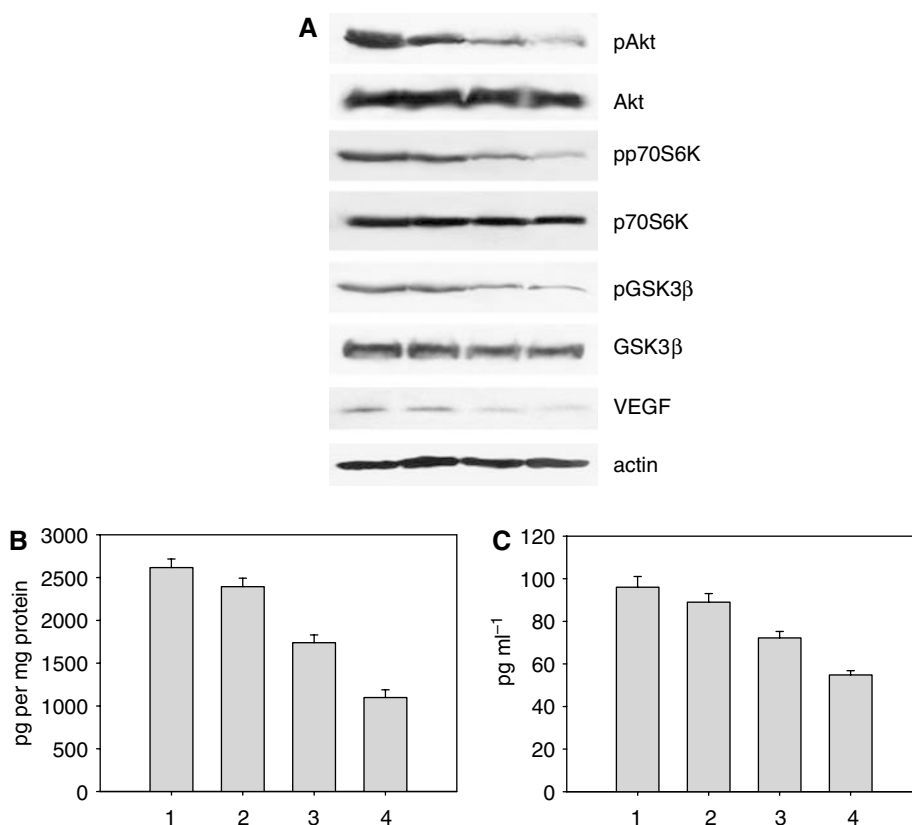 A
pAkt
Akt
pp70S6K
p70S6K
pGSK3β
GSK3β
VEGF
actin
B
pg per mg protein
3000
2500
2000
1500
1000
500
0
1 2 3 4
C
pg ml⁻¹
120
100
80
60
40
20
0
1 2 3 4